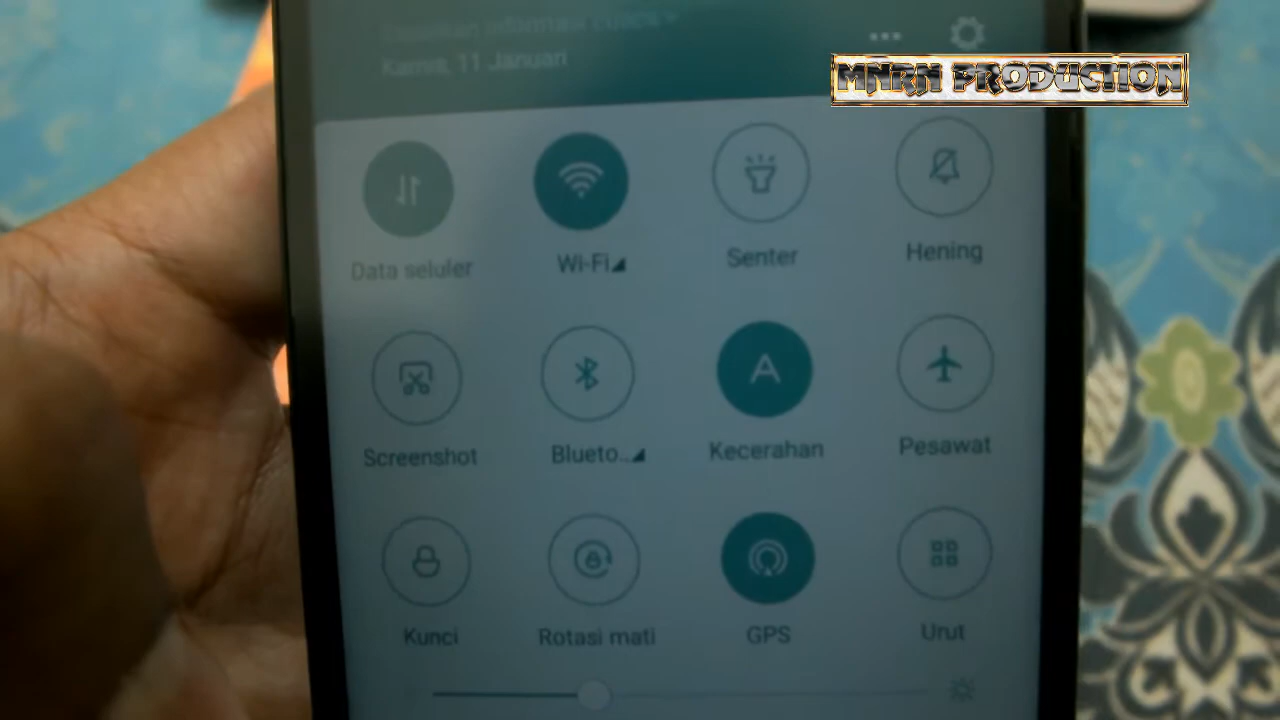 Kamis, 11 Januari
MNRN PRODUCTION
Data seluler
Wi-Fi
Senter
Hening
Screenshot
Blueto...
Kecerahan
Pesawat
Kunci
Rotasi mati
GPS
Urut